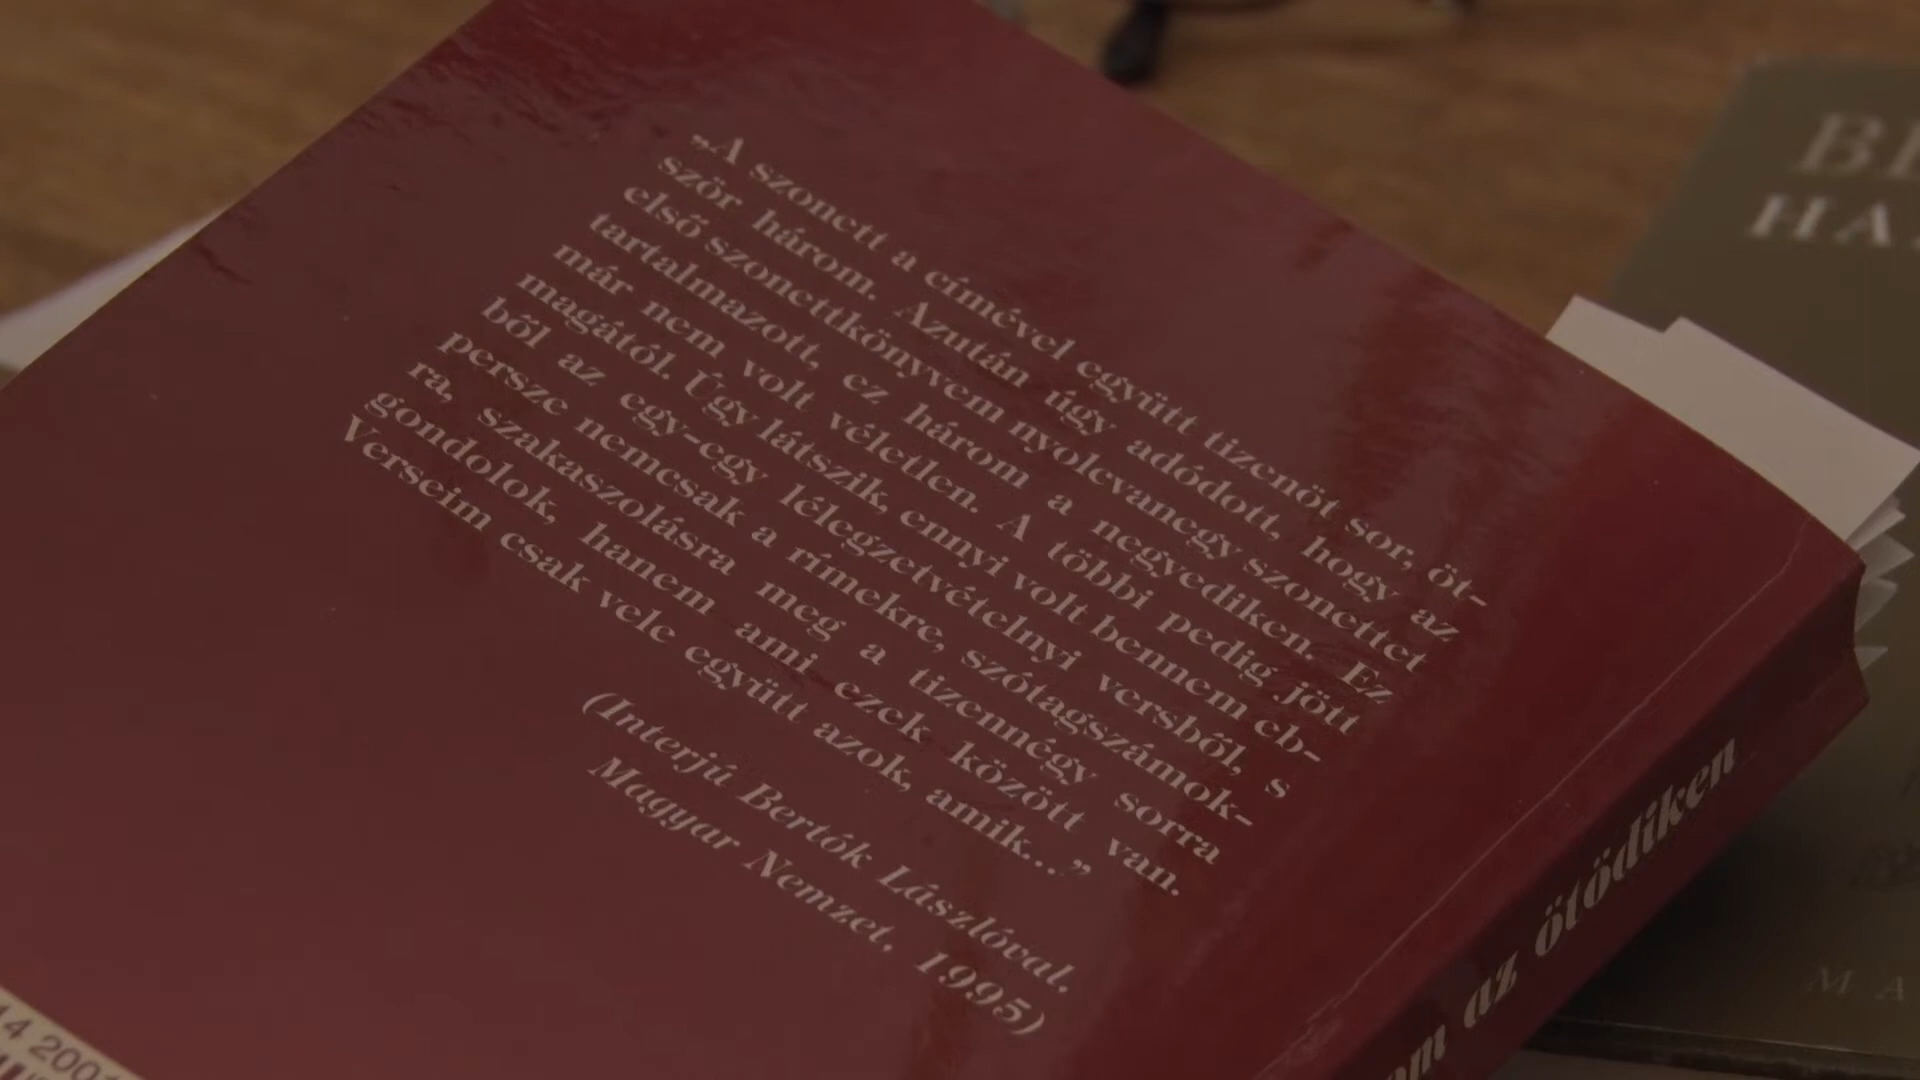 „A szonett a címével együtt tizenöt sor, öt-
ször három. Azután úgy adódott, hogy az
első szonettkönyvem nyolcvanegy szonettet
tartalmazott, ez három a negyediken. Ez
már nem volt véletlen. A többi pedig jött
magától. Úgy látszik, ennyi volt bennem eb-
ből az egy-egy lélegzetvételnyi versből, s
persze nemcsak a rímekre, szótagszámok-
ra, szakaszolásra meg a tizennégy sorra
gondolok, hanem ami ezek között van.
Verseim csak vele együtt azok, amik...”
(Interjú Bertók Lászlóval,
Magyar Nemzet, 1995)
om az ötödiken
HA
MA